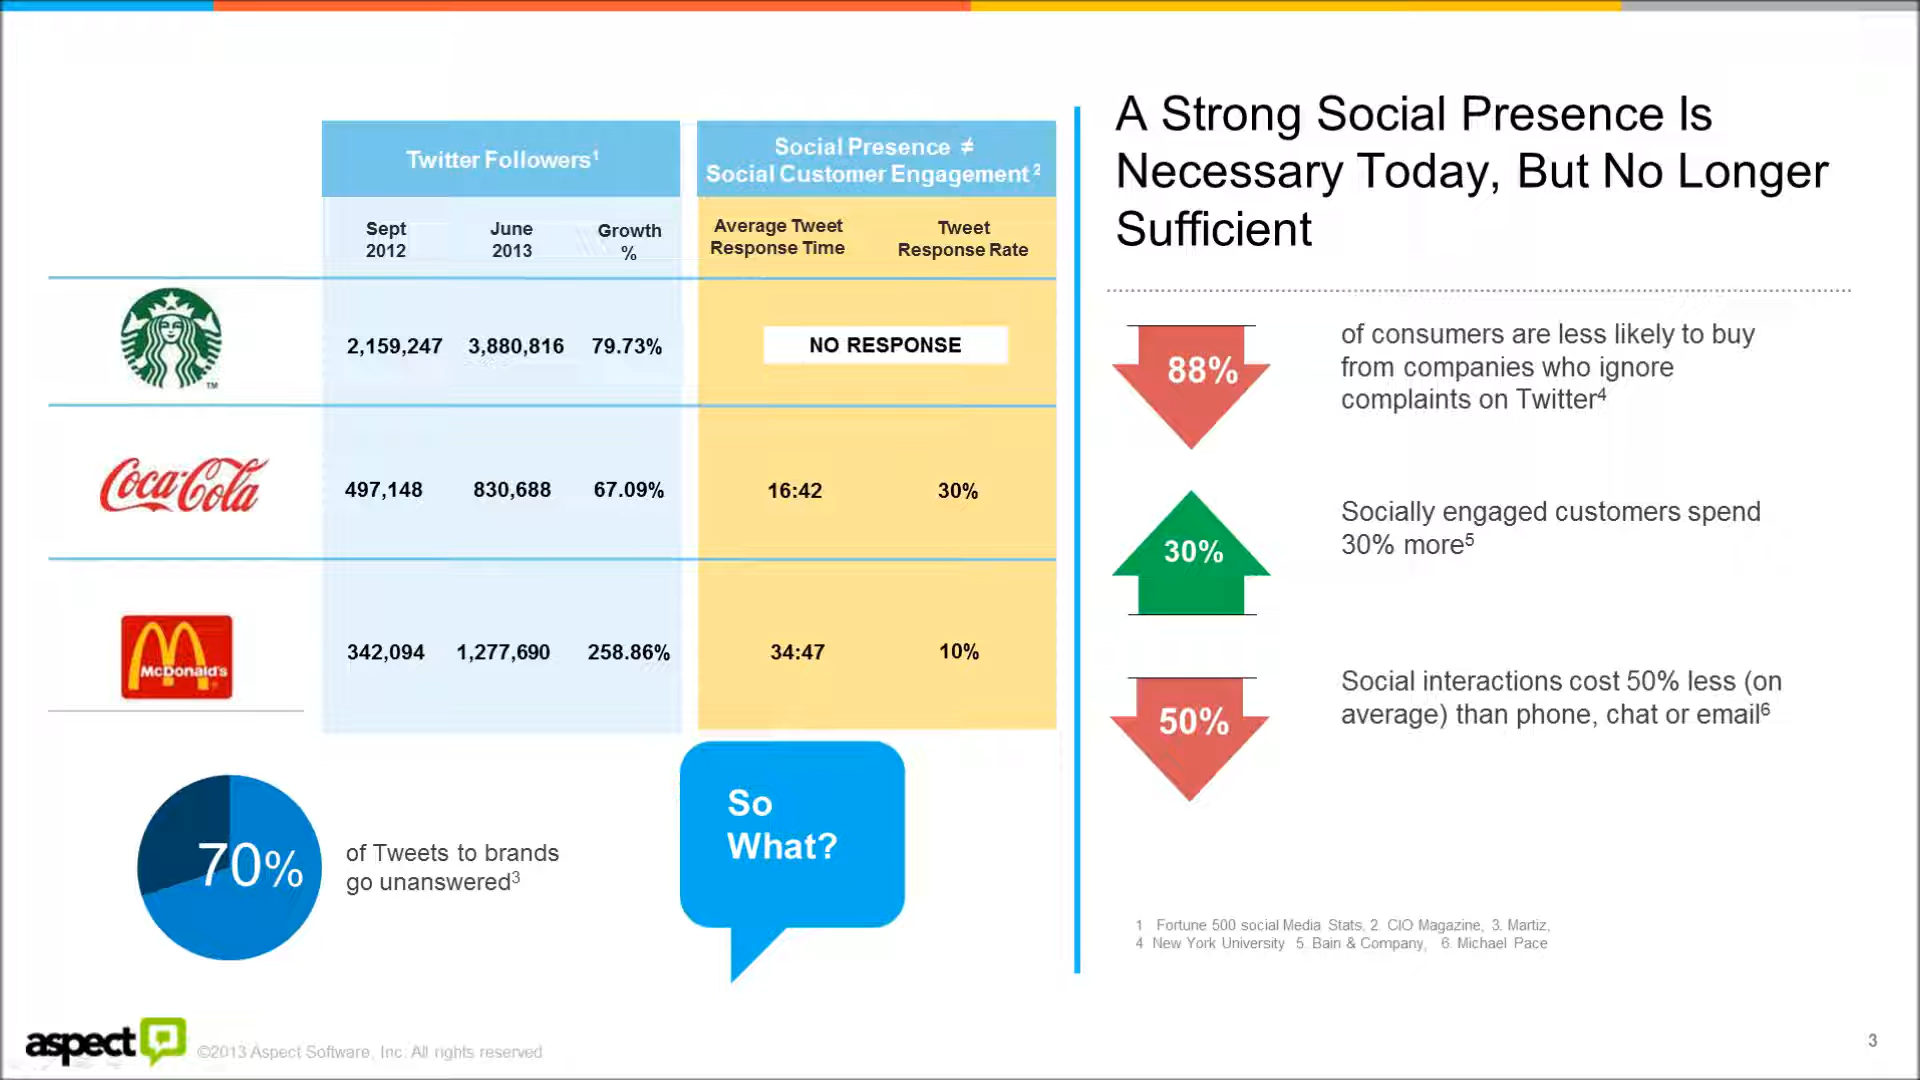 A Strong Social Presence Is
Necessary Today, But No Longer
Sufficient
Twitter Followers1
Social Presence ≠
Social Customer Engagement 2
Sept
2012
June
2013
Growth
%
Average Tweet
Response Time
Tweet
Response Rate
2,159,247 3,880,816 79.73% NO RESPONSE
TM
Coca-Cola 497,148 830,688 67.09% 16:42 30%
McDonald's 342,094 1,277,690 258.86% 34:47 10%
70%
of Tweets to brands
go unanswered3
So
What?
88%
of consumers are less likely to buy
from companies who ignore
complaints on Twitter4
30%
Socially engaged customers spend
30% more5
50%
Social interactions cost 50% less (on
average) than phone, chat or email6
1 Fortune 500 social Media Stats, 2. CIO Magazine, 3. Martiz,
4 New York University 5. Bain & Company, 6. Michael Pace
aspect ©2013 Aspect Software, Inc. All rights reserved
3